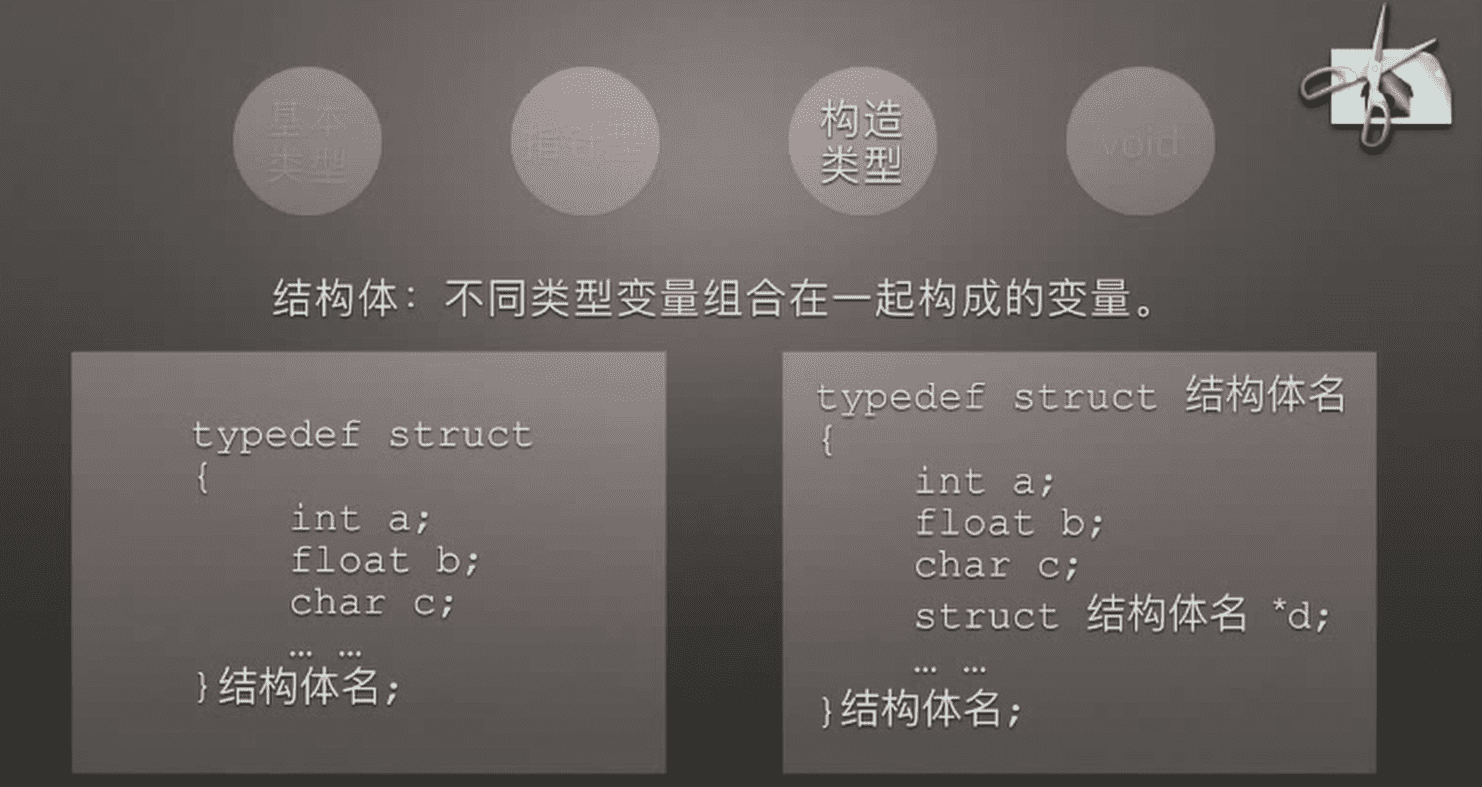 基本
类型
指针型
构造
类型
void
结构体：不同类型变量组合在一起构成的变量。
typedef struct
{
int a;
float b;
char c;
… …
}结构体名;
typedef struct 结构体名
{
int a;
float b;
char c;
struct 结构体名 *d;
… …
}结构体名;